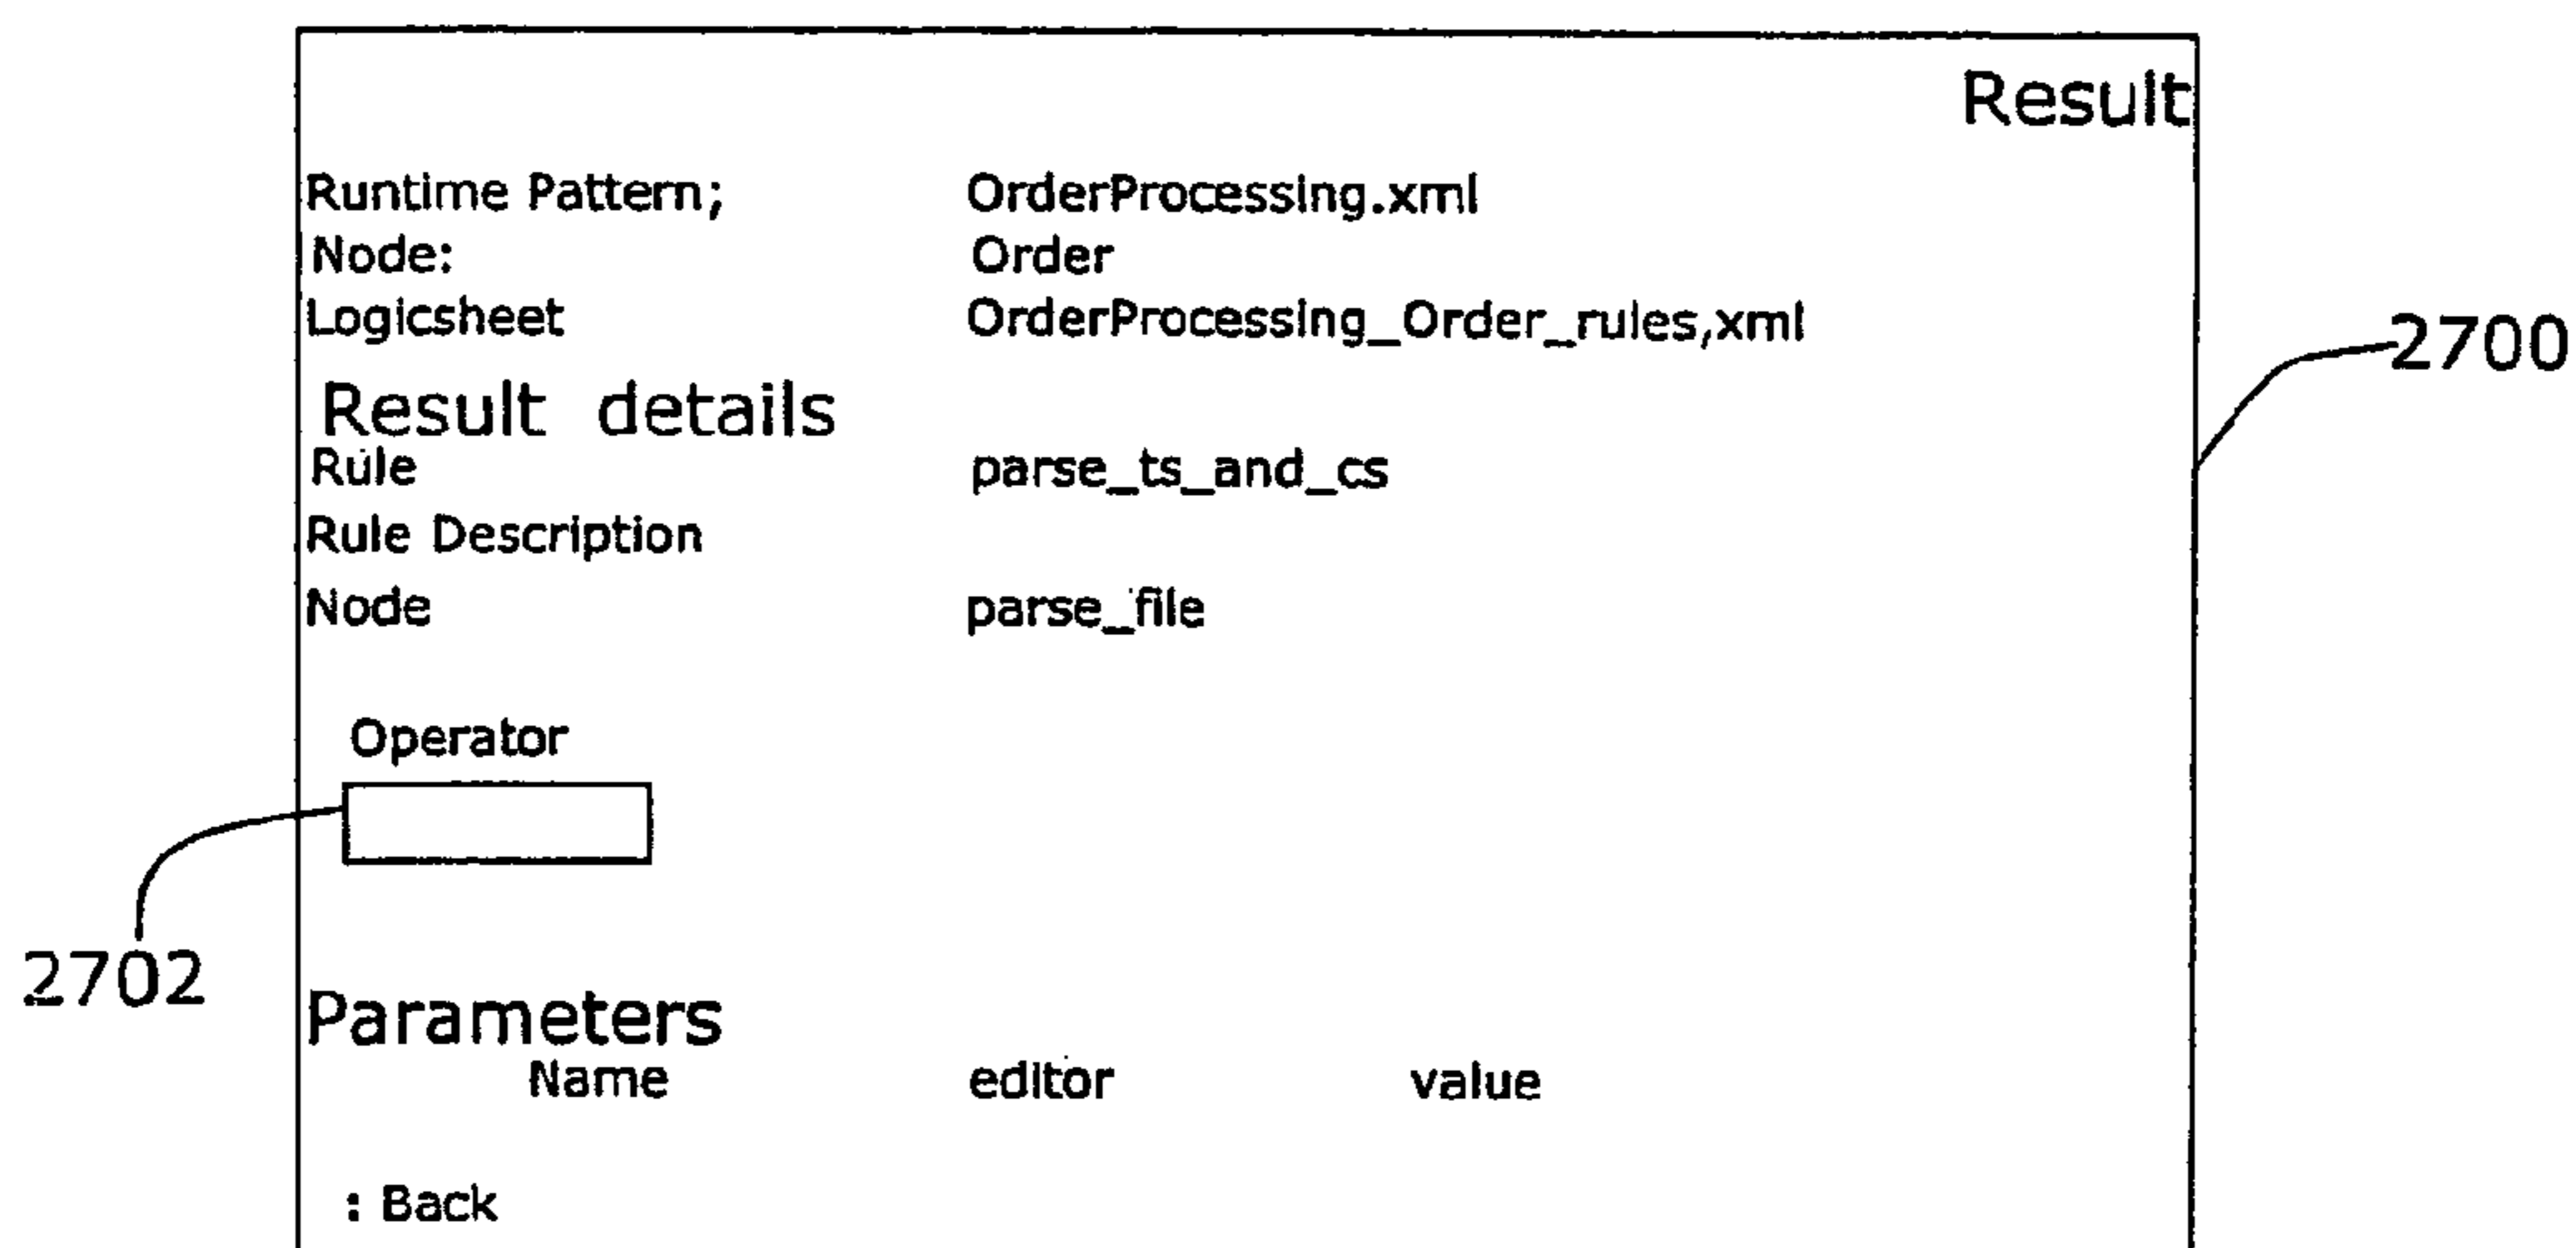 Result
Runtime Pattern; OrderProcessing.xml
Node: Order
Logicsheet OrderProcessing_Order_rules,xml
2700
Result details
Rule parse_ts_and_cs
Rule Description
Node parse_file
Operator
2702
Parameters
Name editor value
: Back